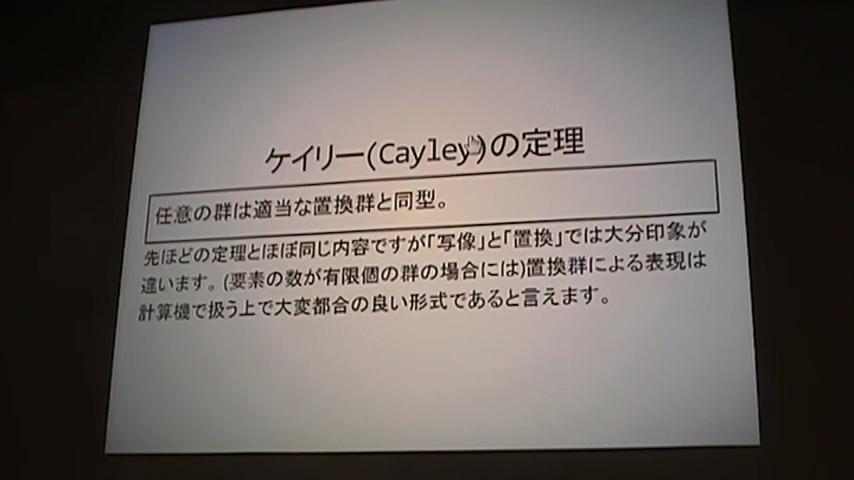 ケイリー(Cayley)の定理
任意の群は適当な置換群と同型。
先ほどの定理とほぼ同じ内容ですが「写像」と「置換」では大分印象が
違います。(要素の数が有限個の群の場合には)置換群による表現は
計算機で扱う上で大変都合の良い形式であると言えます。